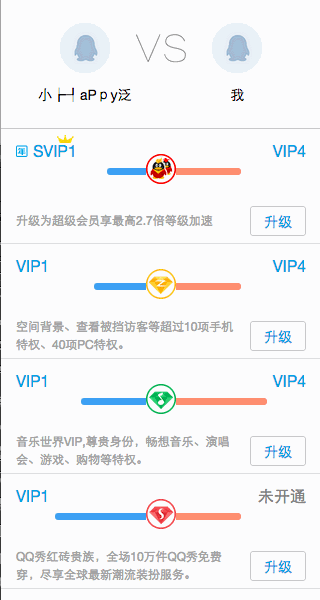 VS
小├┤aPpy泛
我
年 SVIP1
VIP4
升级为超级会员享最高2.7倍等级加速
升级
VIP1
VIP4
空间背景、查看被挡访客等超过10项手机
特权、40项PC特权。
升级
VIP1
VIP4
音乐世界VIP,尊贵身份，畅想音乐、演唱
会、游戏、购物等特权。
升级
VIP1
未开通
QQ秀红砖贵族，全场10万件QQ秀免费
穿，尽享全球最新潮流装扮服务。
升级